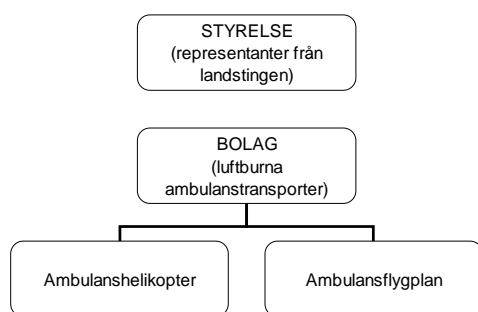 STYRELSE
(representanter från
landstingen)
BOLAG
(luftburna
ambulanstransporter)
Ambulanshelikopter
Ambulansflygplan